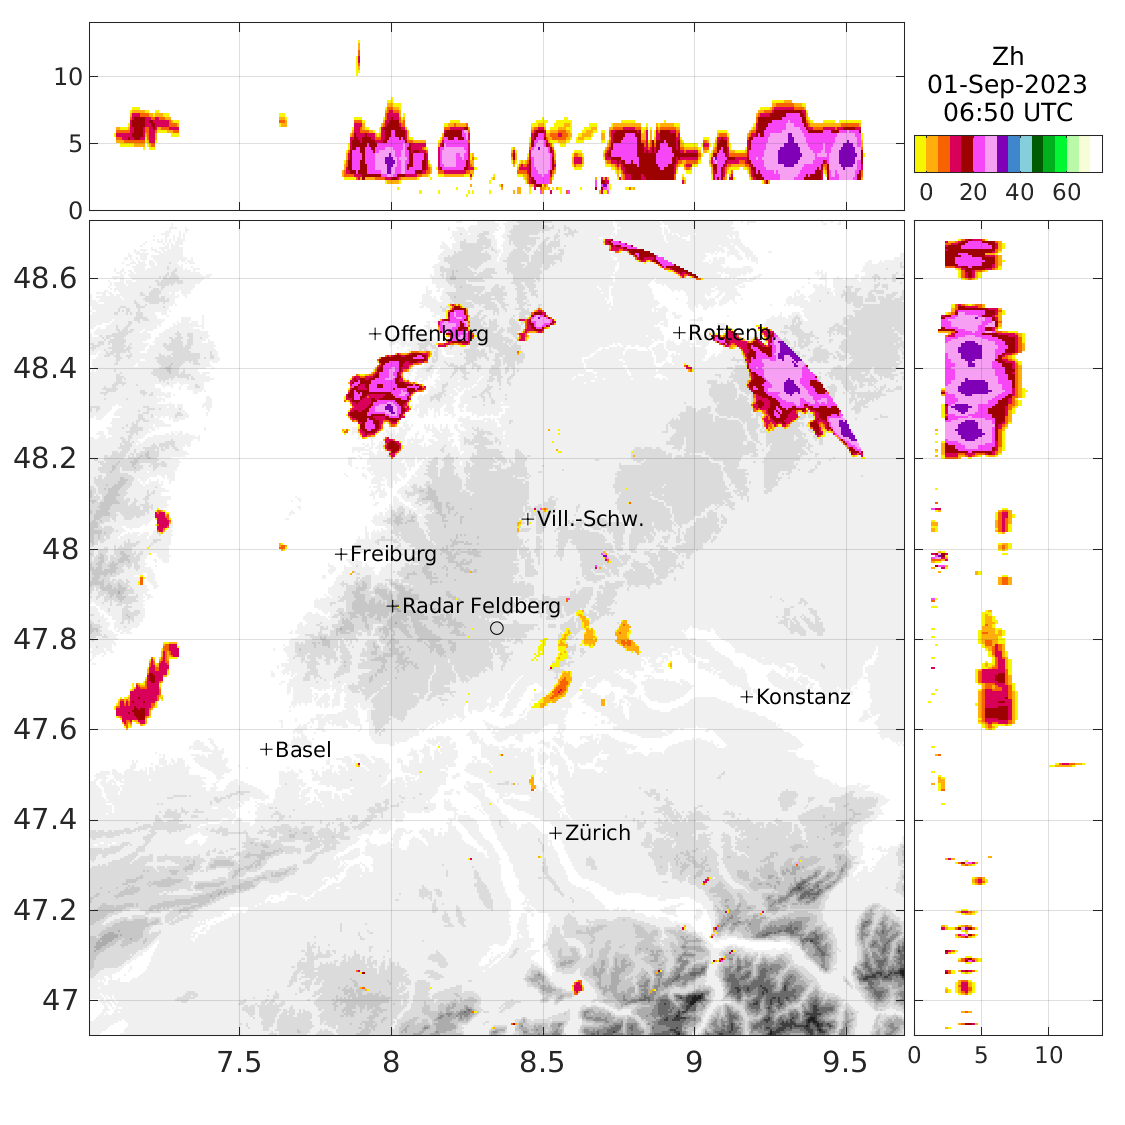 Zh
01-Sep-2023
06:50 UTC
0 20 40 60
10
5
0
48.6
48.4
48.2
48
47.8
47.6
47.4
47.2
47
+Offenburg
+Rottenb.
+Vill.-Schw.
+Freiburg
+Radar Feldberg
+Konstanz
+Basel
+Zürich
7.5 8 8.5 9 9.5
0 5 10